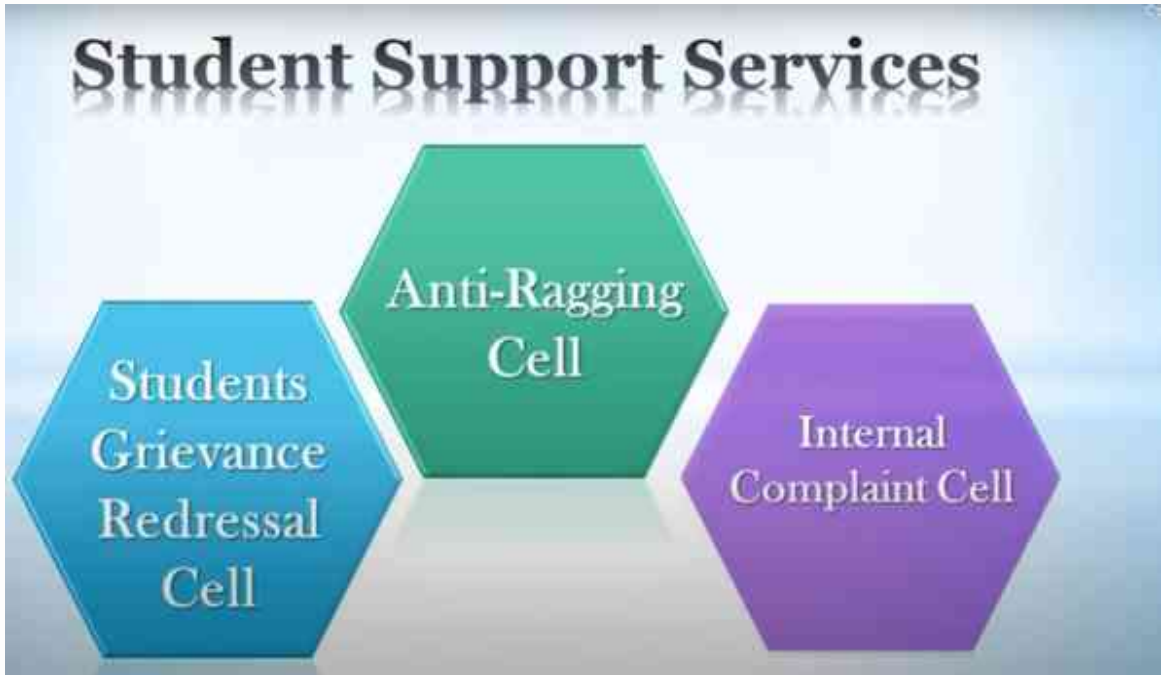 Student Support Services
Anti-Ragging
Cell
Students
Grievance
Redressal
Cell
Internal
Complaint Cell